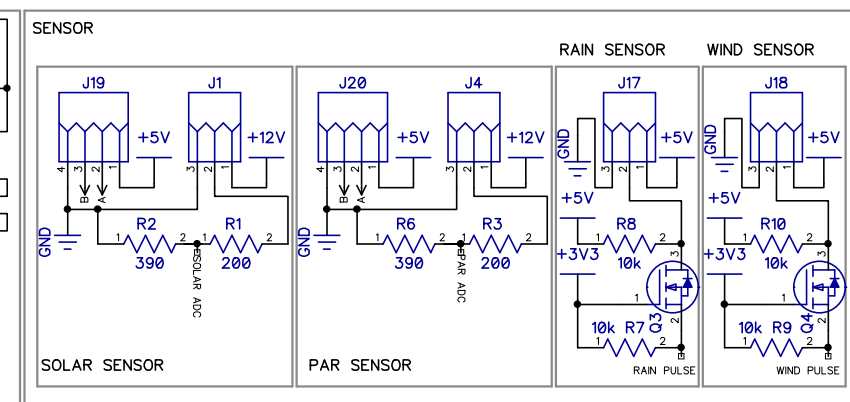 SENSOR
RAIN SENSOR
WIND SENSOR
J19
J1
J20
J4
J17
J18
+5V
+12V
+5V
+12V
GND
+5V
GND
+5V
4 3 2 1
3 2 1
4 3 2 1
3 2 1
3 2 1
3 2 1
B A
B A
+5V
+5V
GND
R2
R1
GND
R6
R3
R8
R10
1 2
1 2
1 2
1 2
1 2
1 2
390
200
390
200
+3V3
10k
3
+3V3
10k
3
SOLAR ADC
PAR ADC
1
2
Q3
1
2
Q4
10k R7
10k R9
1 2
1 2
SOLAR SENSOR
PAR SENSOR
RAIN PULSE
WIND PULSE